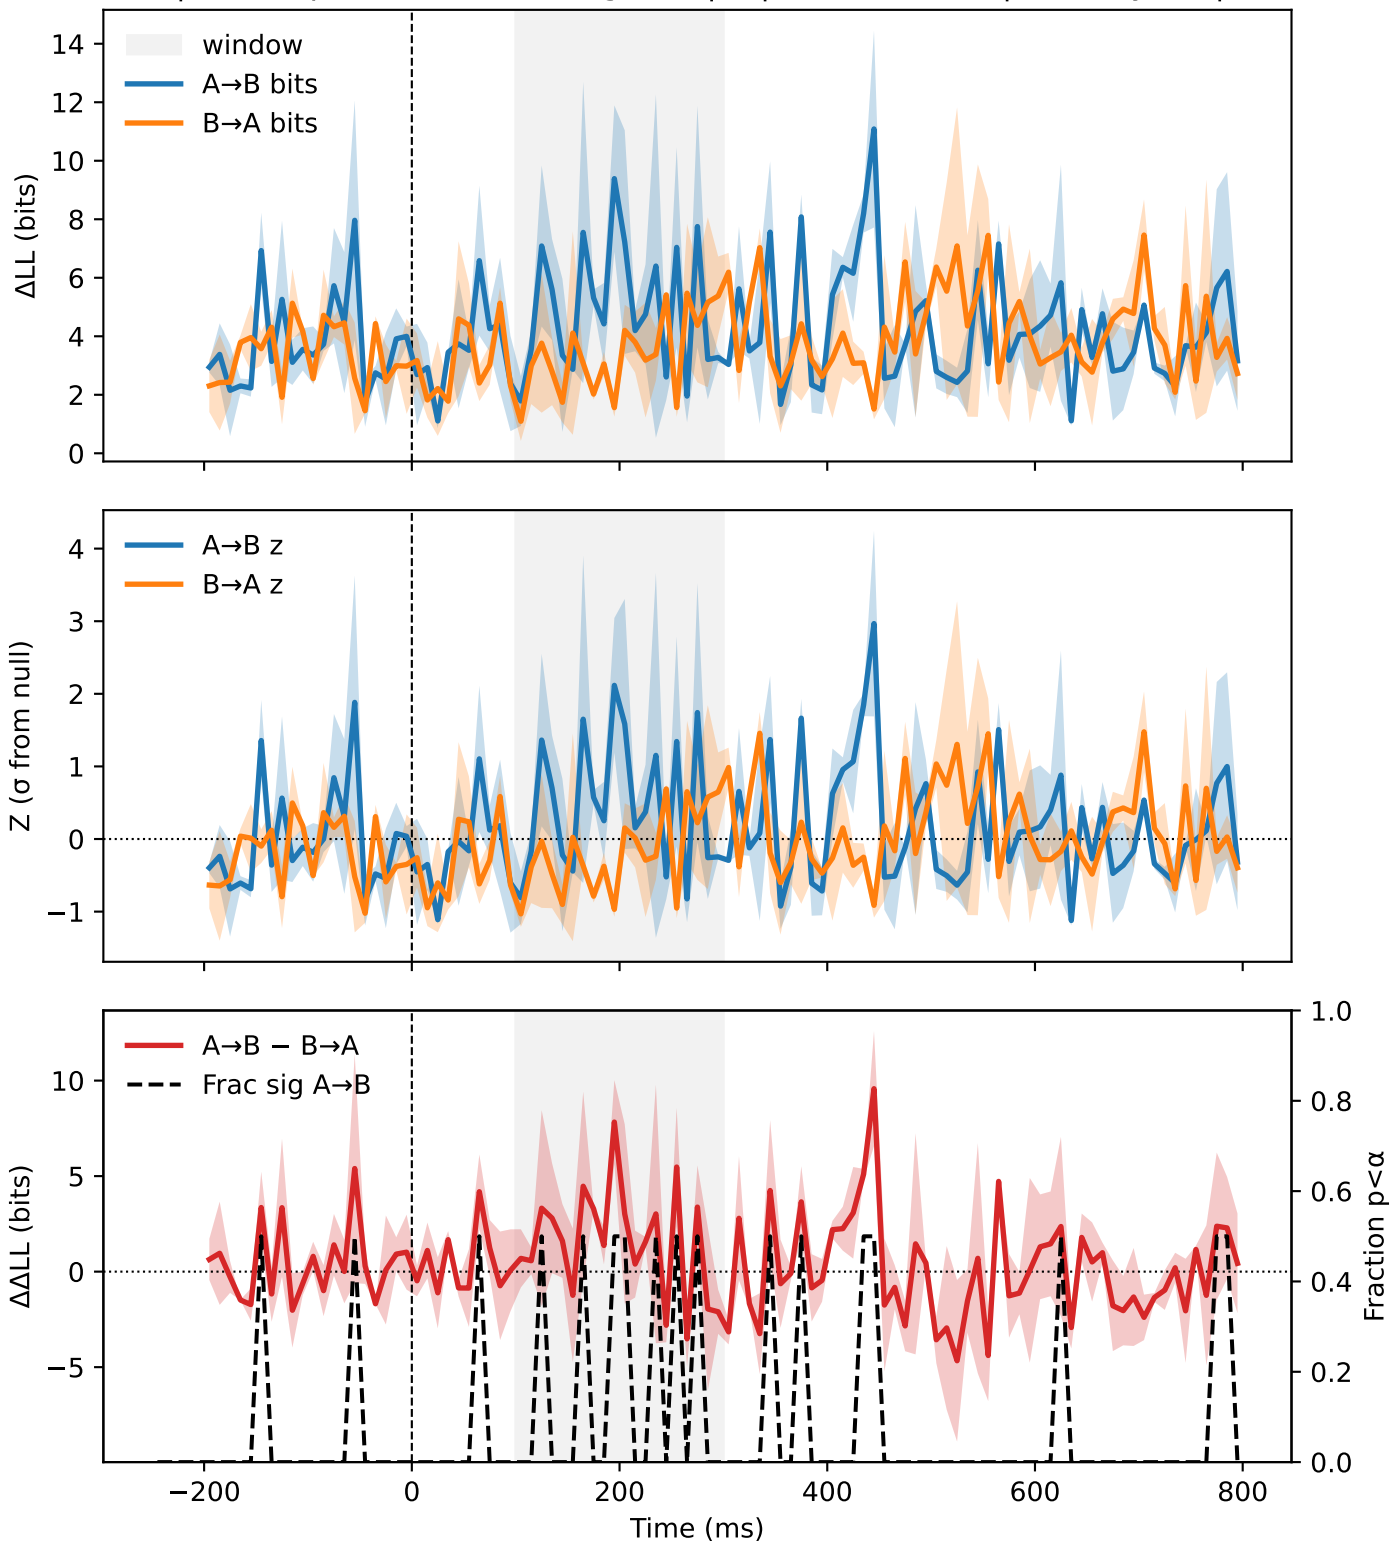 window
A→B bits
B→A bits
ΔLL (bits)
14
12
10
8
6
4
2
0
A→B z
B→A z
Z (σ from null)
4
3
2
1
0
−1
A→B − B→A
Frac sig A→B
ΔΔLL (bits)
10
5
0
−5
1.0
0.8
0.6
0.4
0.2
0.0
Fraction p<α
−200 0 200 400 600 800
Time (ms)